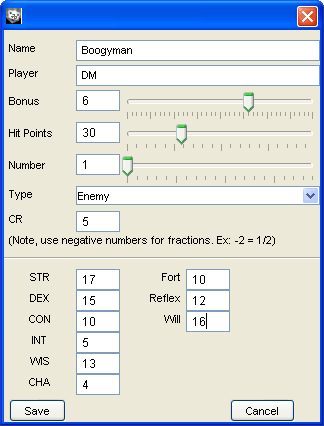 Name Boogyman
Player DM
Bonus 6
Hit Points 30
Number 1
Type Enemy
CR 5
(Note, use negative numbers for fractions. Ex: -2 = 1/2)
STR 17 Fort 10
DEX 15 Reflex 12
CON 10 Will 16
INT 5
WIS 13
CHA 4
Save Cancel